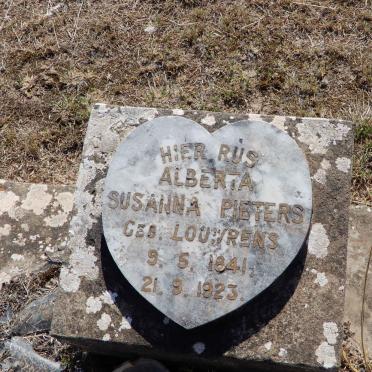 HIER RUS
ALBERTA
SUSANNA PIETERS
GEB. LOUWRENS
9. 5. 1841.
21. 9. 1923.